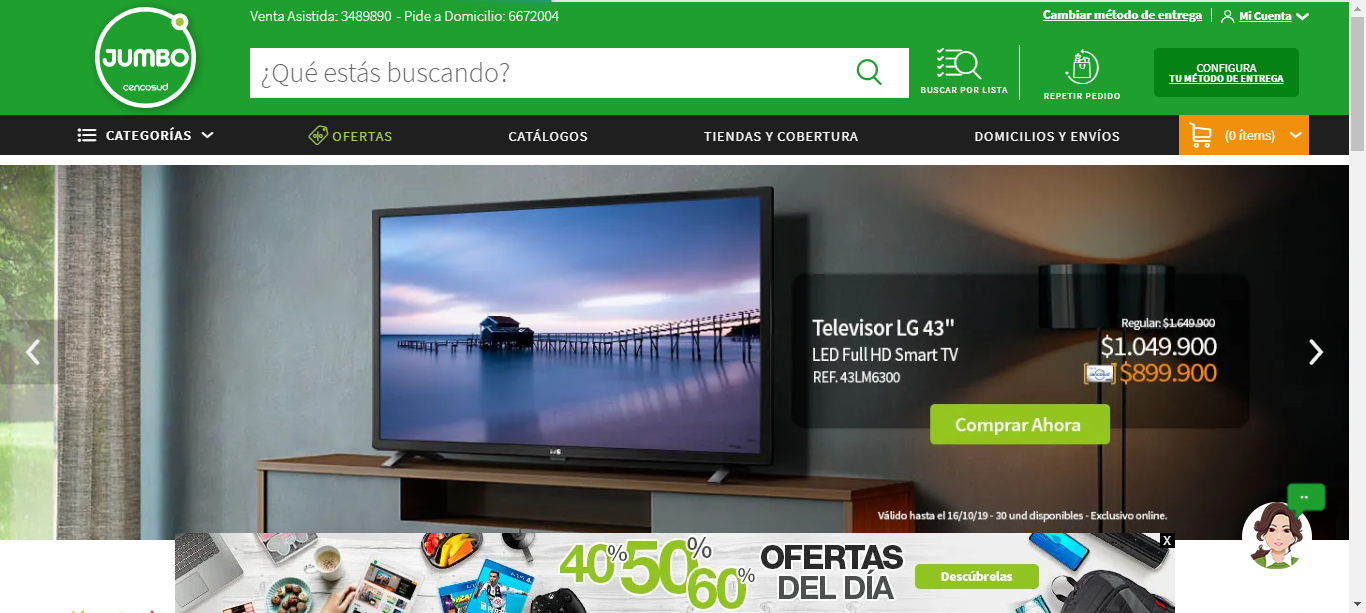 Venta Asistida: 3489890 - Pide a Domicilio: 6672004
Cambiar método de entrega
Mi Cuenta
JUMBO
cencosud
¿Qué estás buscando?
BUSCAR POR LISTA
REPETIR PEDIDO
CONFIGURA
TU MÉTODO DE ENTREGA
CATEGORÍAS
OFERTAS
CATÁLOGOS
TIENDAS Y COBERTURA
DOMICILIOS Y ENVÍOS
(0 ítems)
Televisor LG 43"
LED Full HD Smart TV
REF. 43LM6300
Regular: $1.649.900
$1.049.900
$899.900
Comprar Ahora
Válido hasta el 16/10/19 - 30 und disponibles - Exclusivo online.
X
40% 50% 60%
OFERTAS
DEL DÍA
Descúbrelas